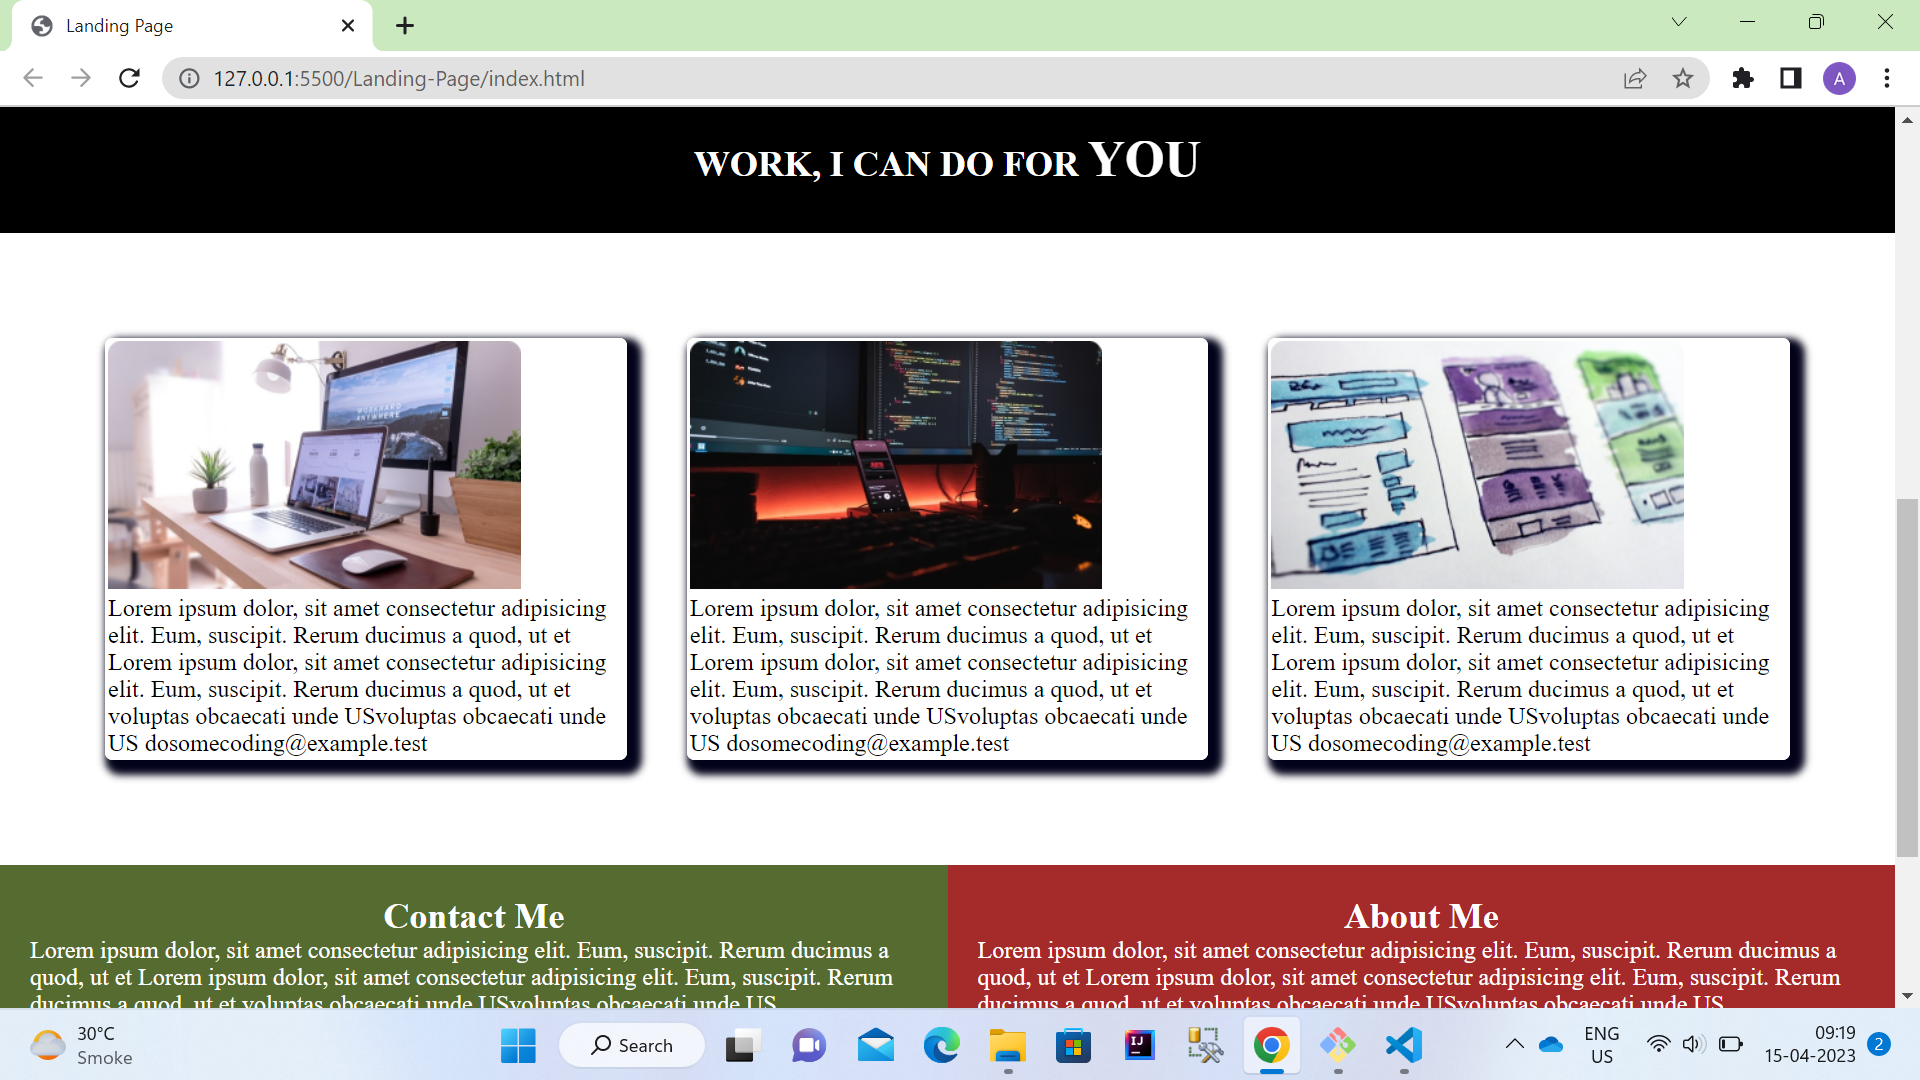 Landing Page
127.0.0.1:5500/Landing-Page/index.html
A
WORK, I CAN DO FOR YOU
WORKHARD
ANYWHERE
Lorem ipsum dolor, sit amet consectetur adipisicing
elit. Eum, suscipit. Rerum ducimus a quod, ut et
Lorem ipsum dolor, sit amet consectetur adipisicing
elit. Eum, suscipit. Rerum ducimus a quod, ut et
voluptas obcaecati unde USvoluptas obcaecati unde
US dosomecoding@example.test
Lorem ipsum dolor, sit amet consectetur adipisicing
elit. Eum, suscipit. Rerum ducimus a quod, ut et
Lorem ipsum dolor, sit amet consectetur adipisicing
elit. Eum, suscipit. Rerum ducimus a quod, ut et
voluptas obcaecati unde USvoluptas obcaecati unde
US dosomecoding@example.test
Lorem ipsum dolor, sit amet consectetur adipisicing
elit. Eum, suscipit. Rerum ducimus a quod, ut et
Lorem ipsum dolor, sit amet consectetur adipisicing
elit. Eum, suscipit. Rerum ducimus a quod, ut et
voluptas obcaecati unde USvoluptas obcaecati unde
US dosomecoding@example.test
Contact Me
Lorem ipsum dolor, sit amet consectetur adipisicing elit. Eum, suscipit. Rerum ducimus a
quod, ut et Lorem ipsum dolor, sit amet consectetur adipisicing elit. Eum, suscipit. Rerum
ducimus a quod, ut et voluptas obcaecati unde USvoluptas obcaecati unde US
About Me
Lorem ipsum dolor, sit amet consectetur adipisicing elit. Eum, suscipit. Rerum ducimus a
quod, ut et Lorem ipsum dolor, sit amet consectetur adipisicing elit. Eum, suscipit. Rerum
ducimus a quod, ut et voluptas obcaecati unde USvoluptas obcaecati unde US
30°C
Smoke
Search
IJ
ENG
US
09:19
15-04-2023
2